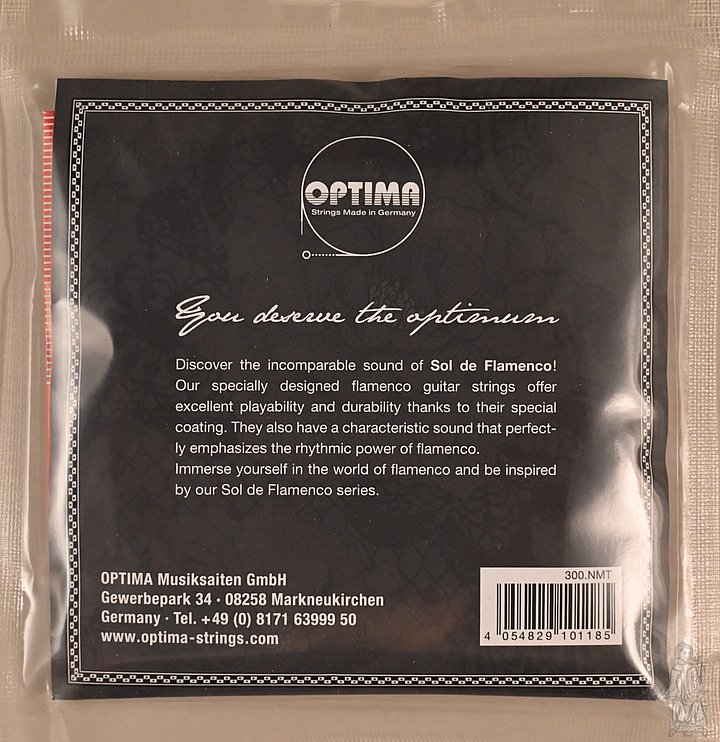 OPTIMA
Strings Made in Germany
You deserve the optimum
Discover the incomparable sound of Sol de Flamenco!
Our specially designed flamenco guitar strings offer
excellent playability and durability thanks to their special
coating. They also have a characteristic sound that perfect-
ly emphasizes the rhythmic power of flamenco.
Immerse yourself in the world of flamenco and be inspired
by our Sol de Flamenco series.
OPTIMA Musiksaiten GmbH
Gewerbepark 34 · 08258 Markneukirchen
Germany · Tel. +49 (0) 8171 63999 50
www.optima-strings.com
300.NMT
4 054829 101185